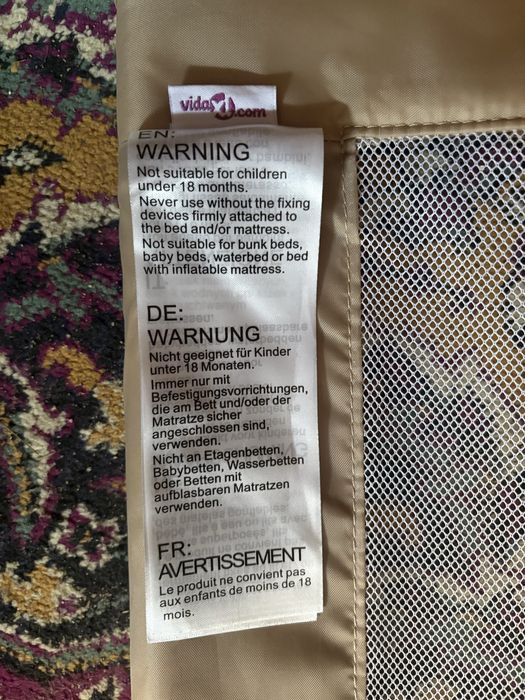 vidaXL.com
EN:
WARNING
Not suitable for children
under 18 months.
Never use without the fixing
devices firmly attached to
the bed and/or mattress.
Not suitable for bunk beds,
baby beds, waterbed or bed
with inflatable mattress.
DE:
WARNUNG
Nicht geeignet für Kinder
unter 18 Monaten.
Immer nur mit
Befestigungsvorrichtungen,
die am Bett und/oder der
Matratze sicher
angeschlossen sind,
verwenden.
Nicht an Etagenbetten,
Babybetten, Wasserbetten
oder Betten mit
aufblasbaren Matratzen
verwenden.
FR:
AVERTISSEMENT
Le produit ne convient pas
aux enfants de moins de 18
mois.